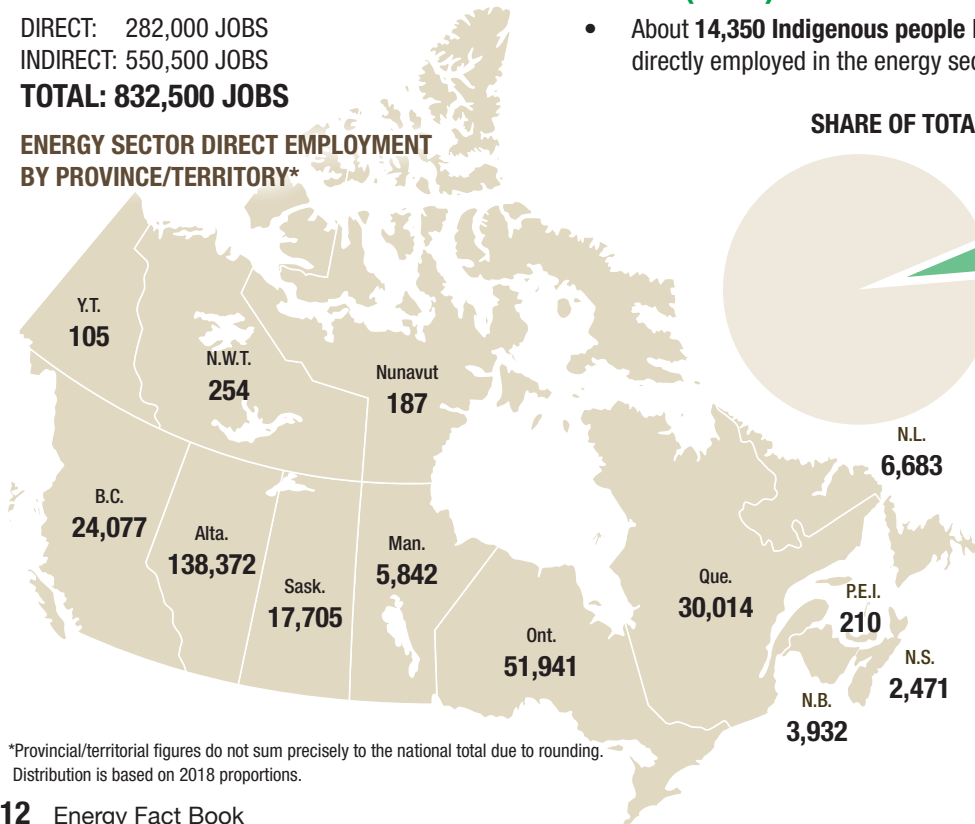 DIRECT: 282,000 JOBS
INDIRECT: 550,500 JOBS
TOTAL: 832,500 JOBS
ENERGY SECTOR DIRECT EMPLOYMENT
BY PROVINCE/TERRITORY*
• About 14,350 Indigenous people
directly employed in the energy
SHARE OF
Y.T.
105
N.W.T.
254
Nunavut
187
N.L.
6,683
B.C.
24,077
Alta.
138,372
Sask.
17,705
Man.
5,842
Ont.
51,941
Que.
30,014
P.E.I.
210
N.S.
2,471
N.B.
3,932
*Provincial/territorial figures do not sum precisely to the national total due to rounding.
Distribution is based on 2018 proportions.
12 Energy Fact Book